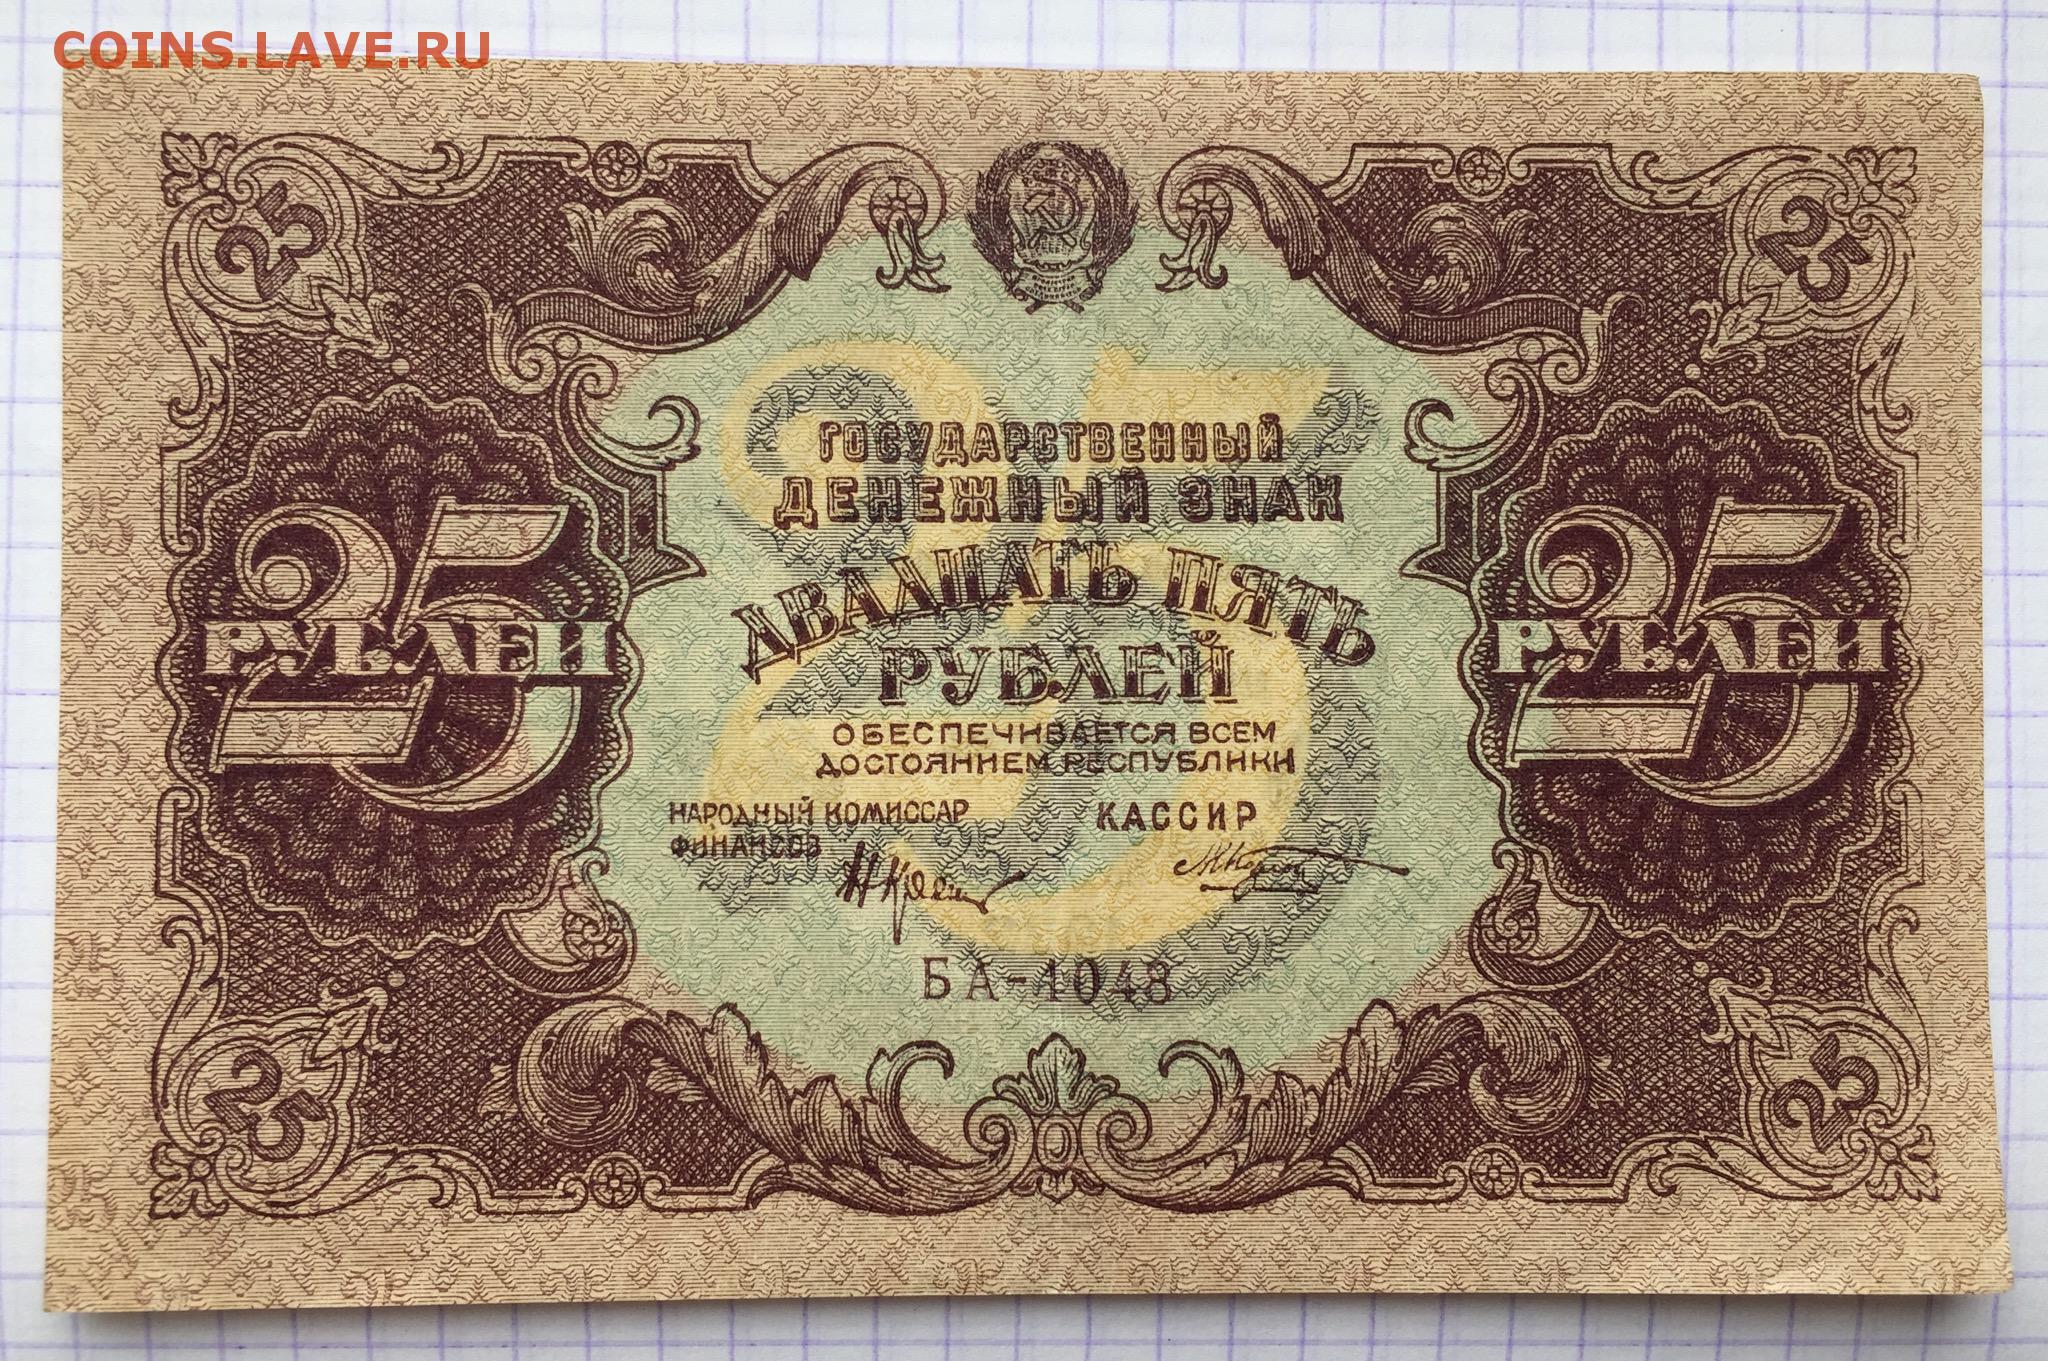 COINS.LAVE.RU
25
25
ГОСУДАРСТВЕННЫЙ
ДЕНЕЖНЫЙ ЗНАК
ДВАДЦАТЬ ПЯТЬ
РУБЛЕЙ
25
РУБЛЕЙ
25
РУБЛЕЙ
ОБЕСПЕЧИВАЕТСЯ ВСЕМ
ДОСТОЯНИЕМ РЕСПУБЛИКИ
НАРОДНЫЙ КОМИССАР
ФИНАНСОВ
КАССИР
БА-4048
25
25
25